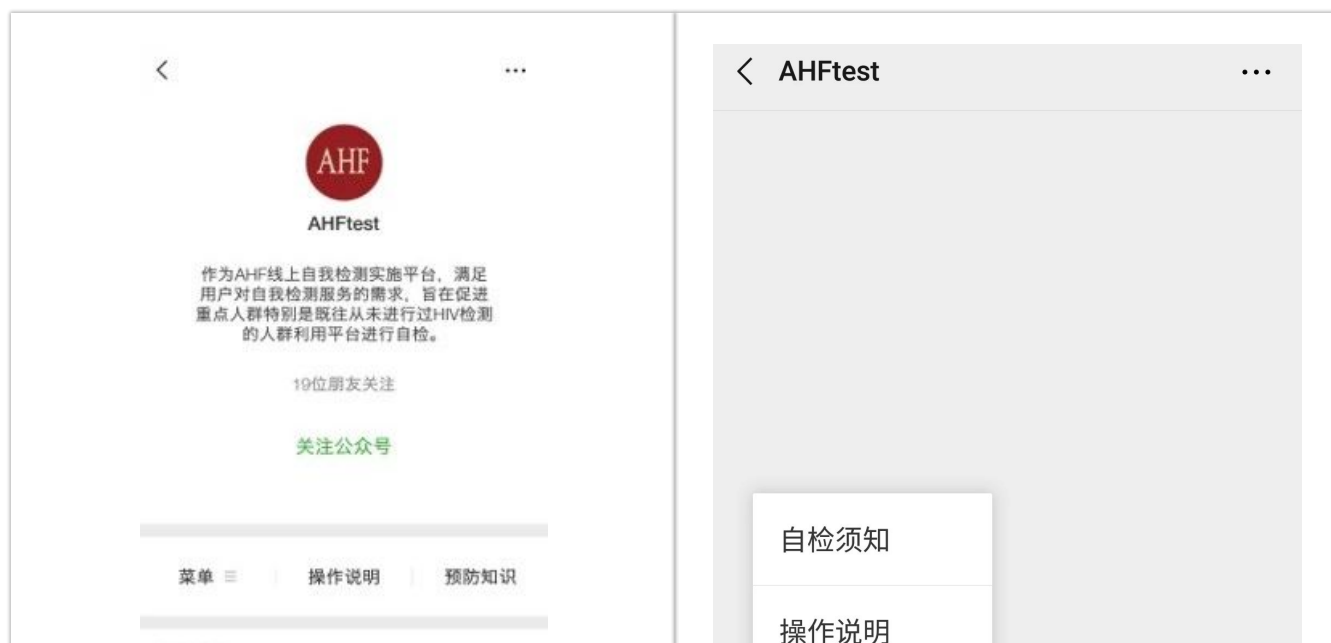 AHF
AHFtest
作为AHF线上自我检测实施平台，满足
用户对自我检测服务的需求，旨在促进
重点人群特别是既往从未进行过HIV检测
的人群利用平台进行自检。
19位朋友关注
关注公众号
菜单
操作说明
预防知识
AHFtest
自检须知
操作说明